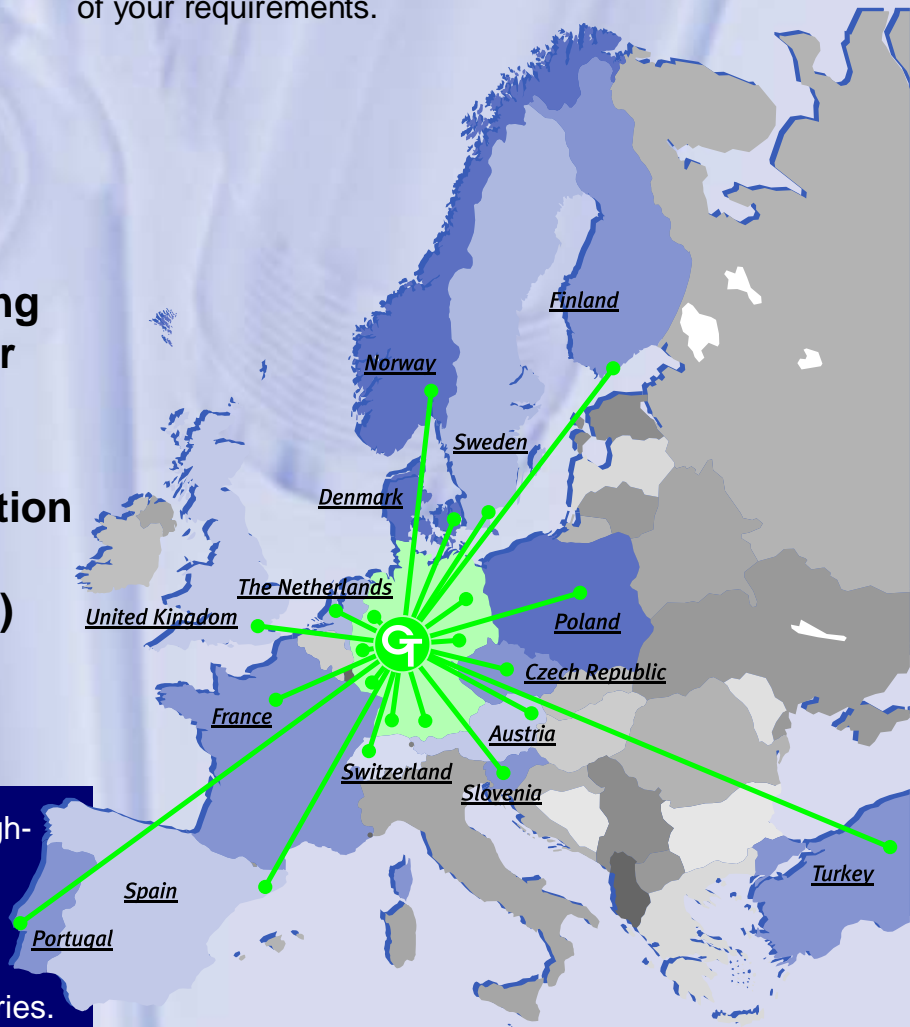 of your requirements.
Finland
ng
r
Norway
Sweden
Denmark
tion
The Netherlands
)
United Kingdom
Poland
GT
Czech Republic
France
Austria
Switzerland
Slovenia
gh-
Turkey
Spain
Portugal
ries.